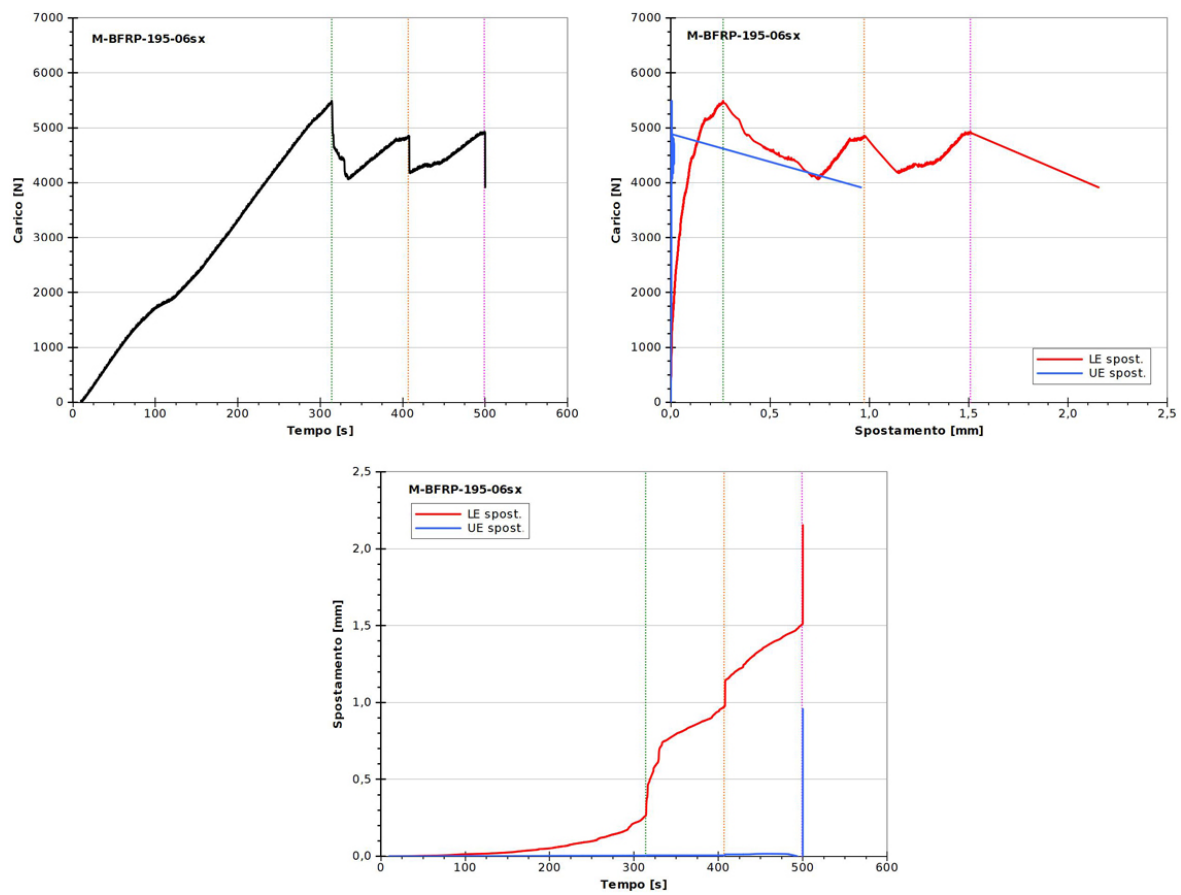 M-BFRP-195-06sx
Carico [N]
7000
6000
5000
4000
3000
2000
1000
0
0 100 200 300 400 500 600
Tempo [s]
M-BFRP-195-06sx
Carico [N]
7000
6000
5000
4000
3000
2000
1000
0
LE spost.
UE spost.
0,0 0,5 1,0 1,5 2,0 2,5
Spostamento [mm]
M-BFRP-195-06sx
LE spost.
UE spost.
Spostamento [mm]
2,5
2,0
1,5
1,0
0,5
0,0
0 100 200 300 400 500 600
Tempo [s]